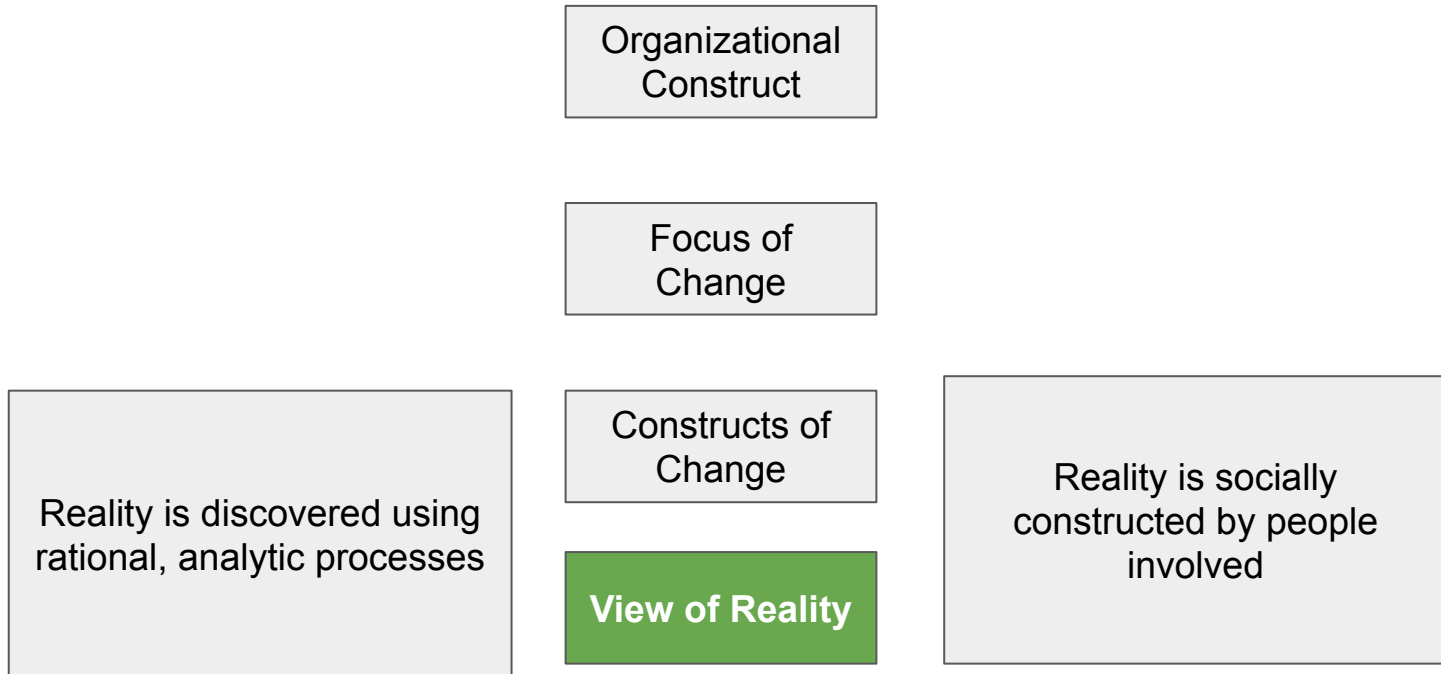 Organizational
Construct
Focus of
Change
Constructs of
Change
Reality is discovered using
rational, analytic processes
View of Reality
Reality is socially
constructed by people
involved